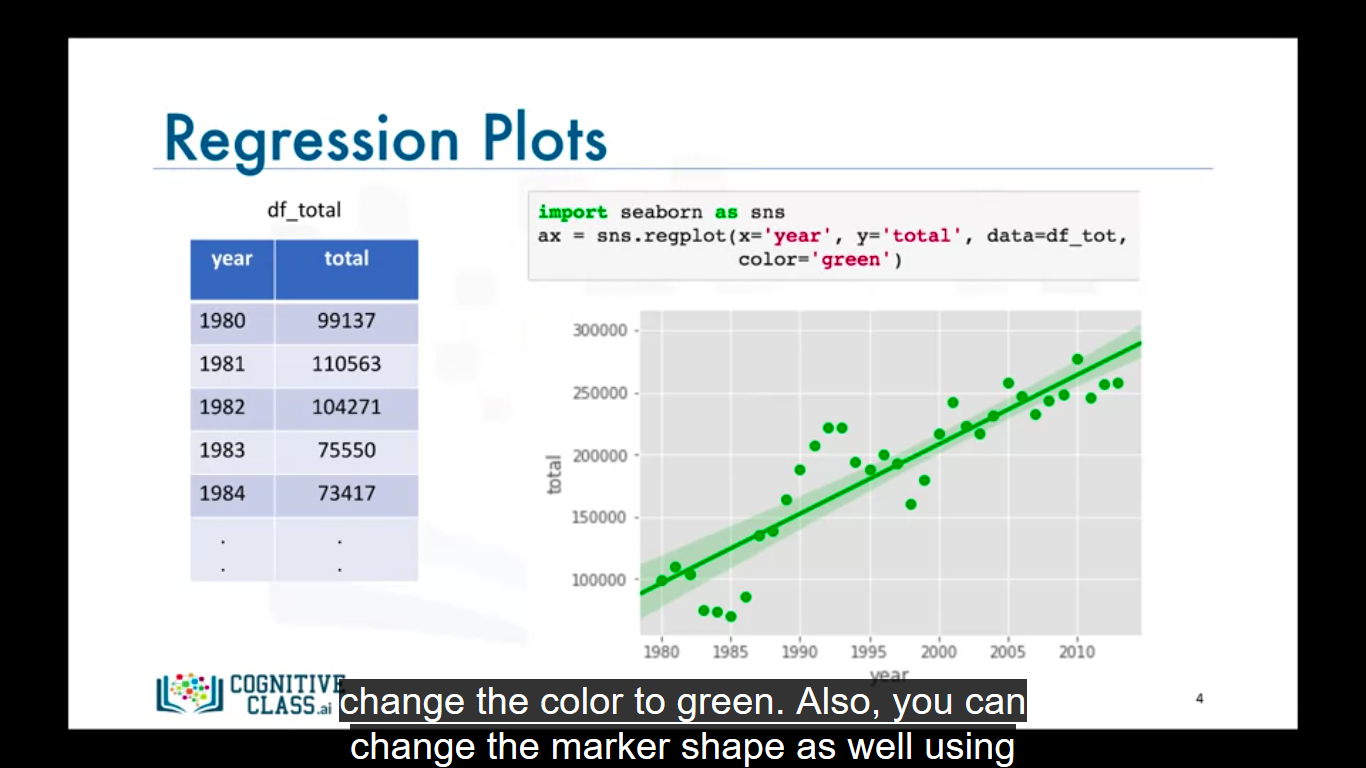 Regression Plots
df_total
year total
1980 99137
1981 110563
1982 104271
1983 75550
1984 73417
. .
. .
import seaborn as sns
ax = sns.regplot(x='year', y='total', data=df_tot,
color='green')
300000
250000
200000
150000
100000
total
1980 1985 1990 1995 2000 2005 2010
year
COGNITIVE
CLASS.ai
4
change the color to green. Also, you can
change the marker shape as well using